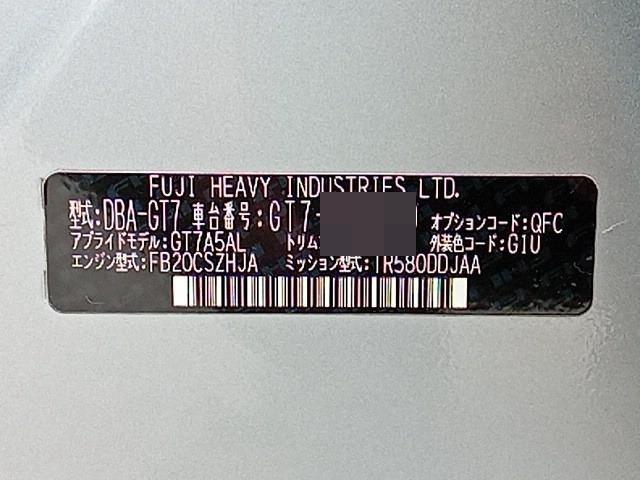 FUJI HEAVY INDUSTRIES LTD.
型式:DBA-GT7 車台番号:GT7- オプションコード:QFC
アプライドモデル:GT7A5AL トリム 外装色コード:G1U
エンジン型式:FB20CSZHJA ミッション型式:TR580DDJAA